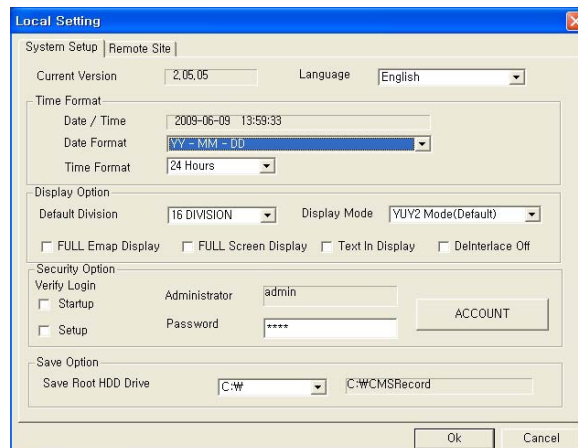 Local Setting
System Setup Remote Site
Current Version 2,05,05 Language English
Time Format
Date / Time 2009-06-09 13:59:33
Date Format YY - MM - DD
Time Format 24 Hours
Display Option
Default Division 16 DIVISION Display Mode YUY2 Mode(Default)
FULL Emap Display FULL Screen Display Text In Display DeInterlace Off
Security Option
Verify Login
Startup Administrator admin
Setup Password **** ACCOUNT
Save Option
Save Root HDD Drive C:₩ C:₩CMSRecord
Ok Cancel